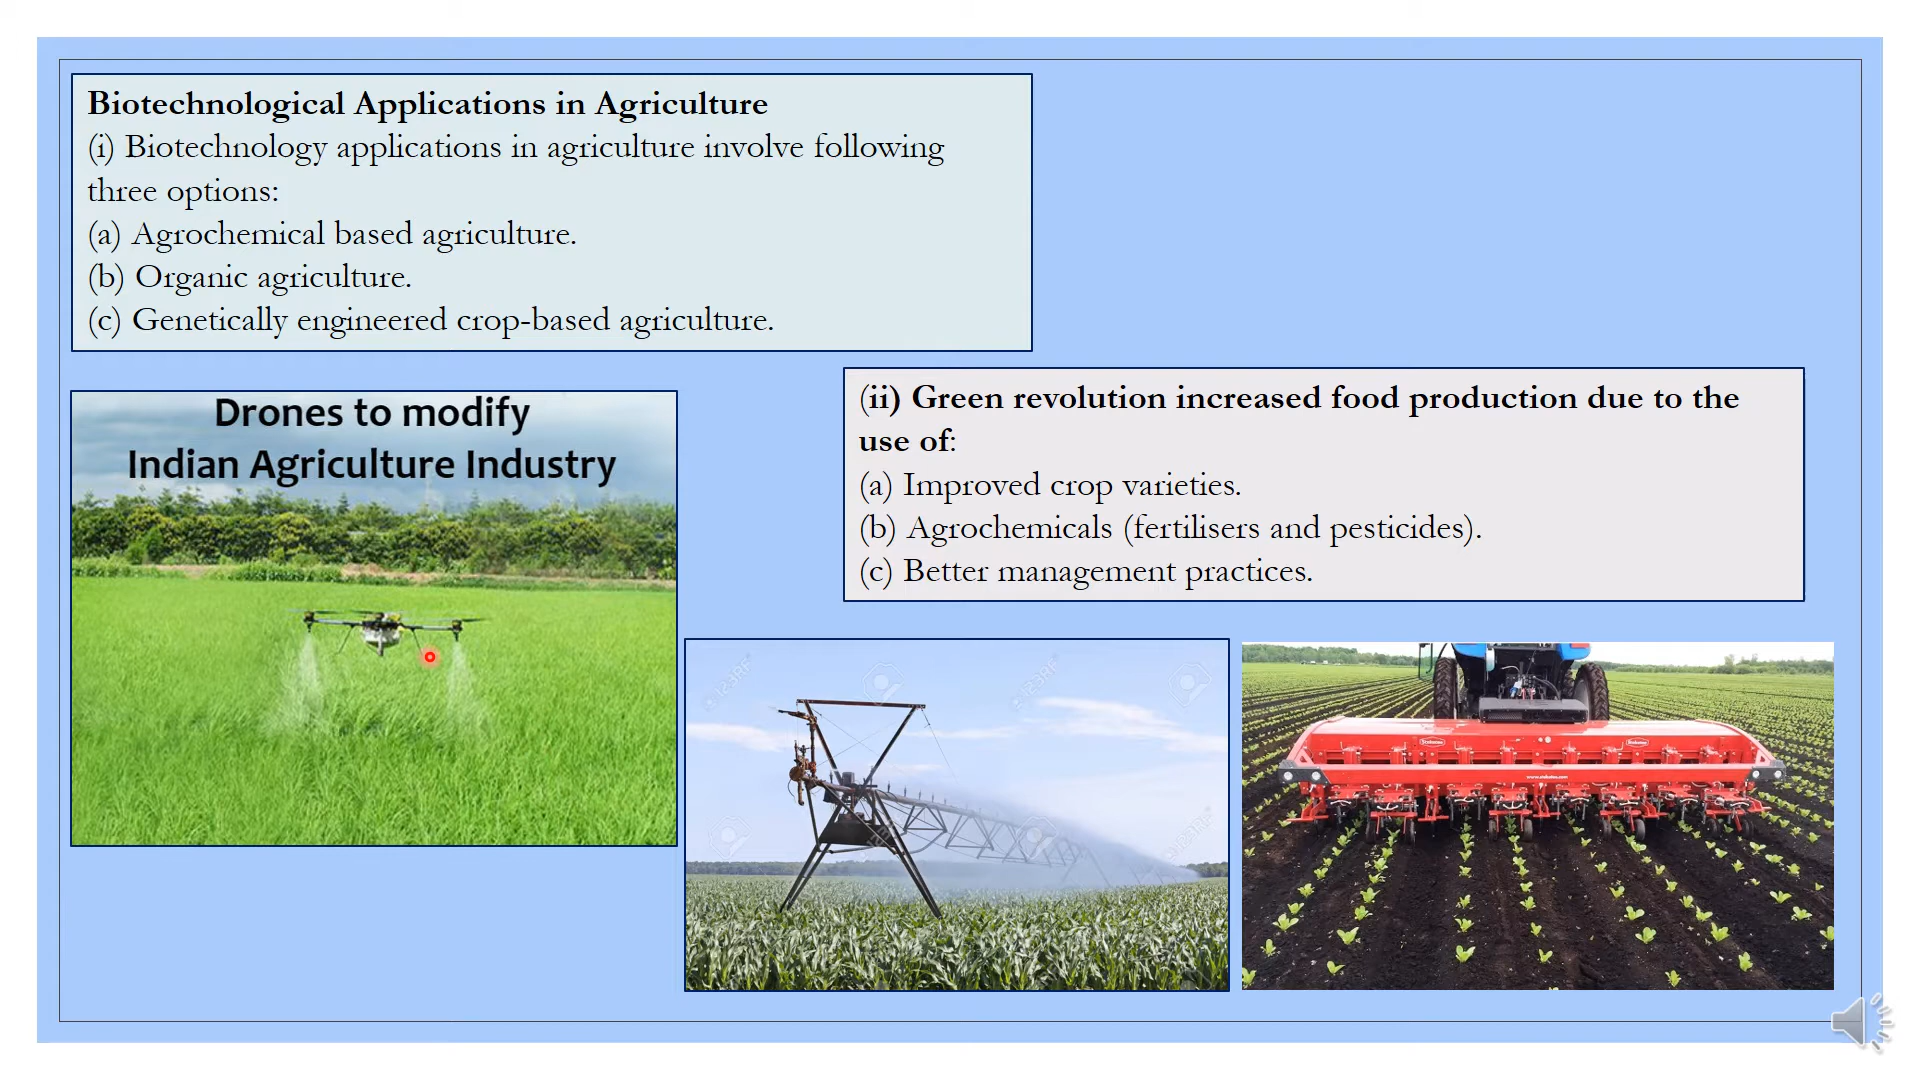 Biotechnological Applications in Agriculture
(i) Biotechnology applications in agriculture involve following
three options:
(a) Agrochemical based agriculture.
(b) Organic agriculture.
(c) Genetically engineered crop-based agriculture.
(ii) Green revolution increased food production due to the
use of:
(a) Improved crop varieties.
(b) Agrochemicals (fertilisers and pesticides).
(c) Better management practices.
Drones to modify
Indian Agriculture Industry